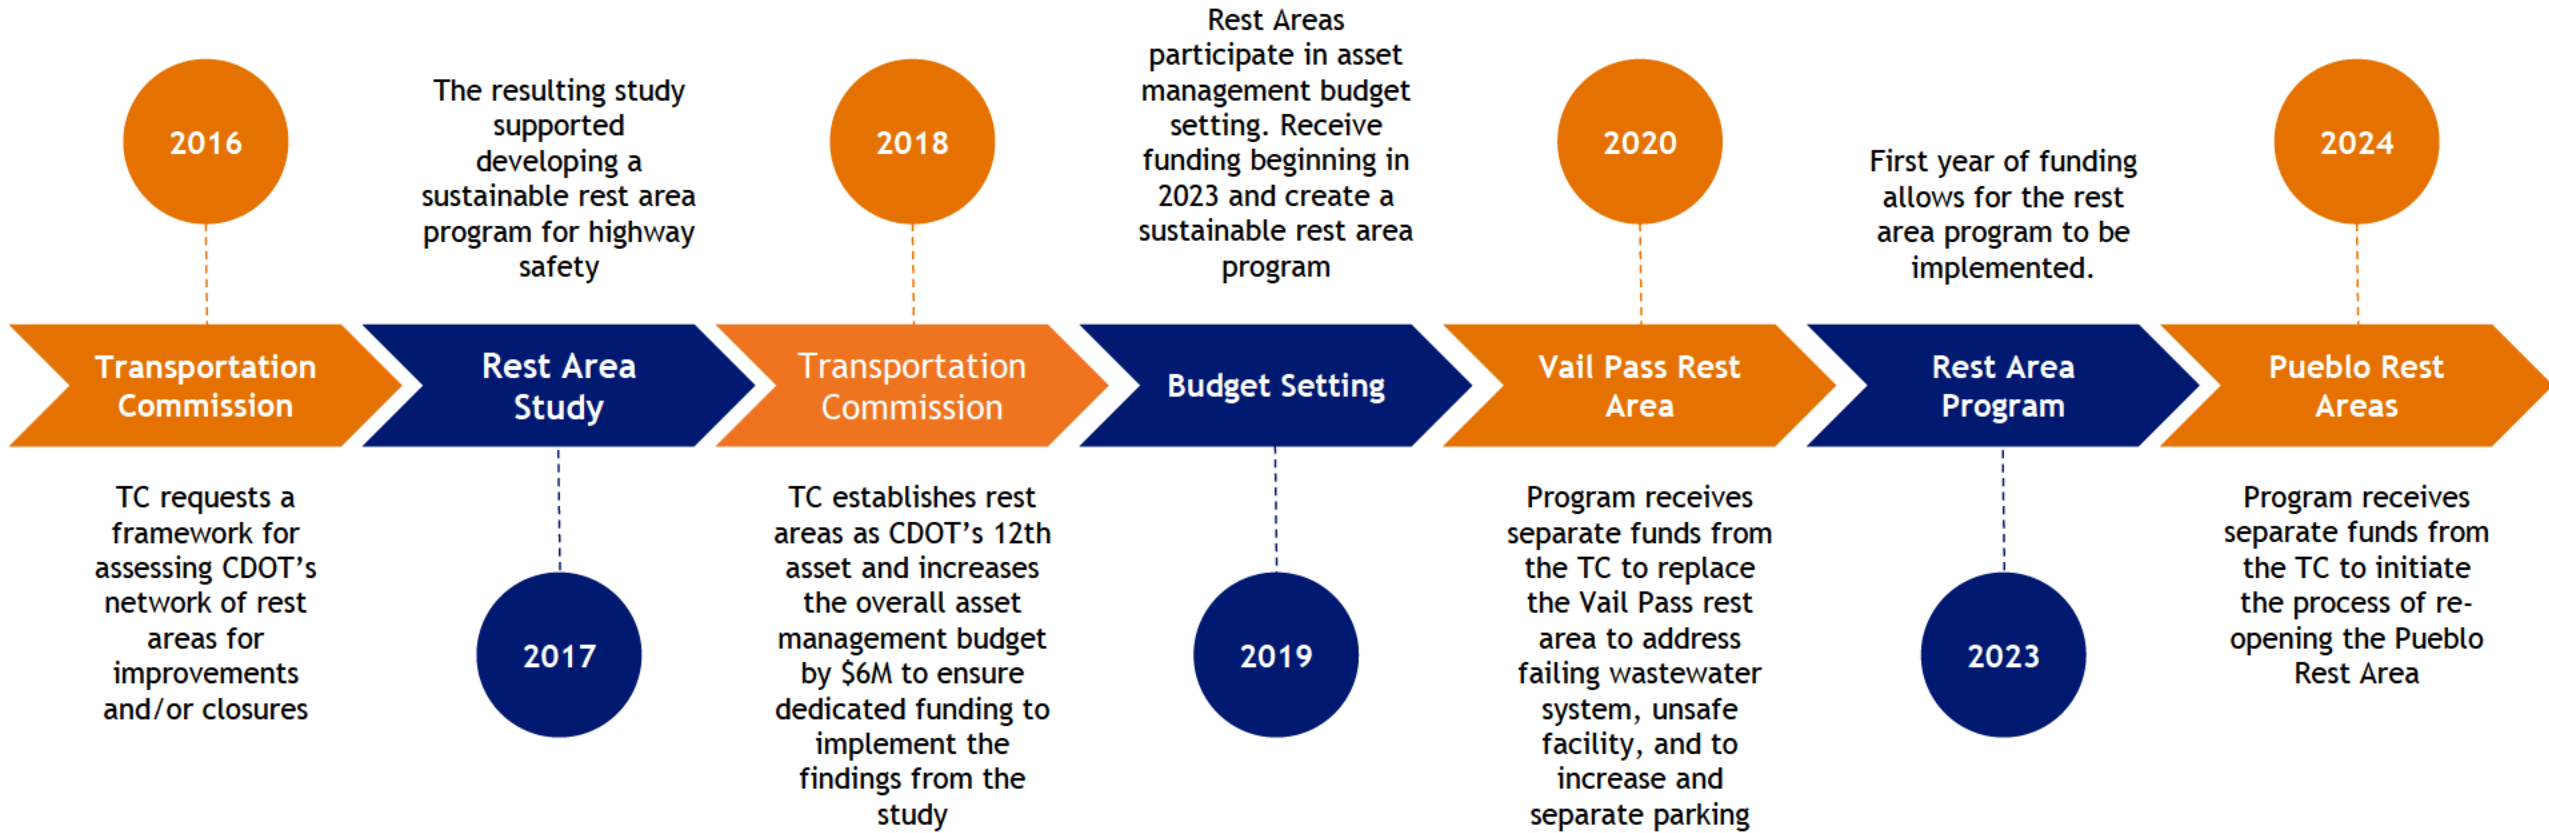 2016
Transportation
Commission
TC requests a
framework for
assessing CDOT’s
network of rest
areas for
improvements
and/or closures
The resulting study
supported
developing a
sustainable rest area
program for highway
safety
Rest Area
Study
2017
2018
Transportation
Commission
TC establishes rest
areas as CDOT’s 12th
asset and increases
the overall asset
management budget
by $6M to ensure
dedicated funding to
implement the
findings from the
study
Rest Areas
participate in asset
management budget
setting. Receive
funding beginning in
2023 and create a
sustainable rest area
program
Budget Setting
2019
2020
Vail Pass Rest
Area
Program receives
separate funds from
the TC to replace
the Vail Pass rest
area to address
failing wastewater
system, unsafe
facility, and to
increase and
separate parking
First year of funding
allows for the rest
area program to be
implemented.
Rest Area
Program
2023
2024
Pueblo Rest
Areas
Program receives
separate funds from
the TC to initiate
the process of re-
opening the Pueblo
Rest Area